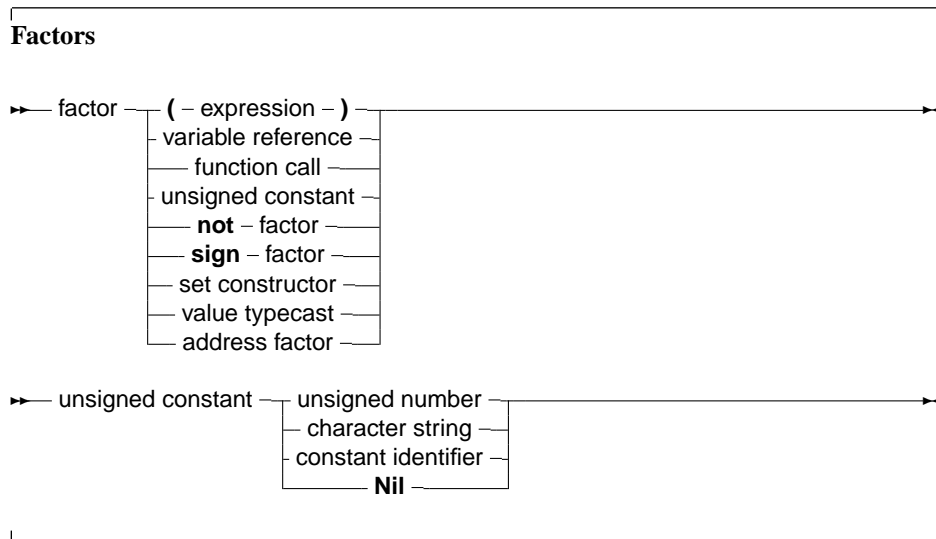 Factors
factor ( expression )
variable reference
function call
unsigned constant
not factor
sign factor
set constructor
value typecast
address factor
unsigned constant unsigned number
character string
constant identifier
Nil